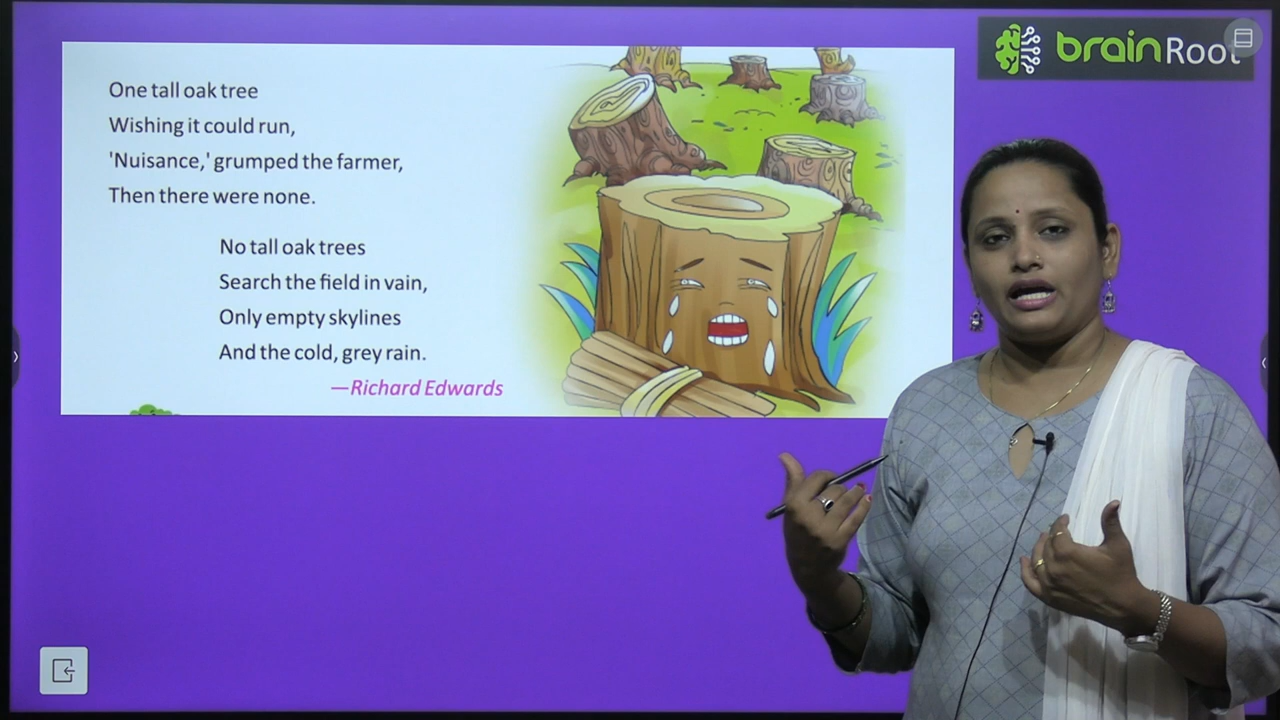 One tall oak tree
Wishing it could run,
'Nuisance,' grumped the farmer,
Then there were none.
No tall oak trees
Search the field in vain,
Only empty skylines
And the cold, grey rain.
—Richard Edwards
brainRoot